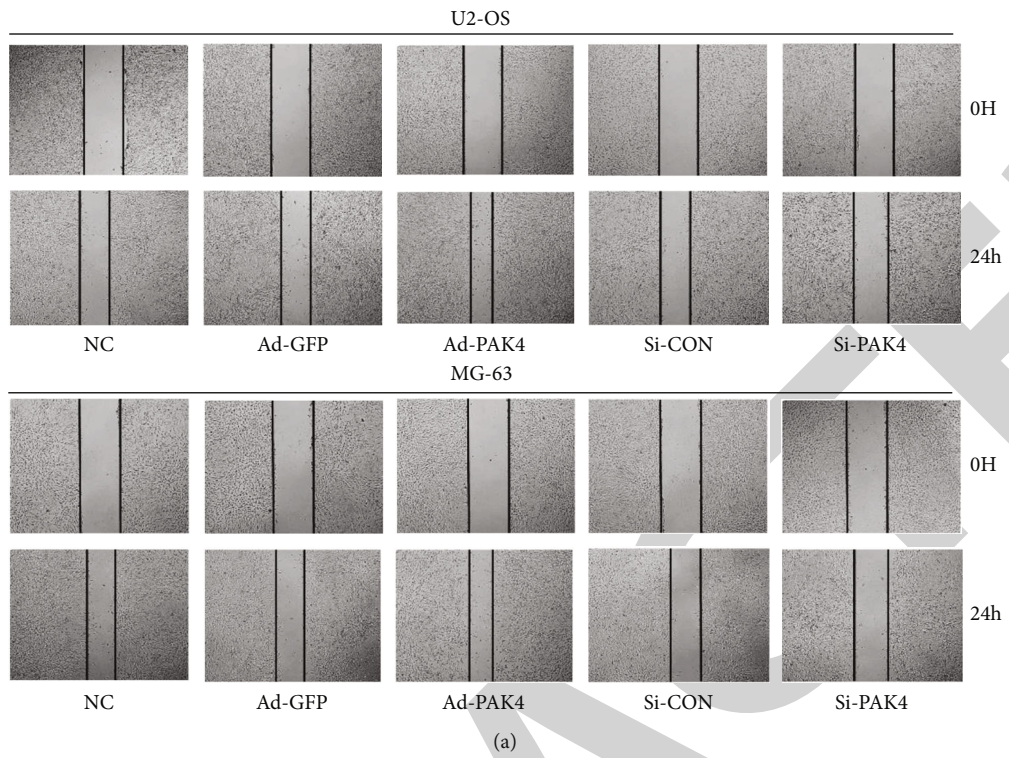 U2-OS
0H
24h
NC Ad-GFP Ad-PAK4 Si-CON Si-PAK4
MG-63
0H
24h
NC Ad-GFP Ad-PAK4 Si-CON Si-PAK4
(a)